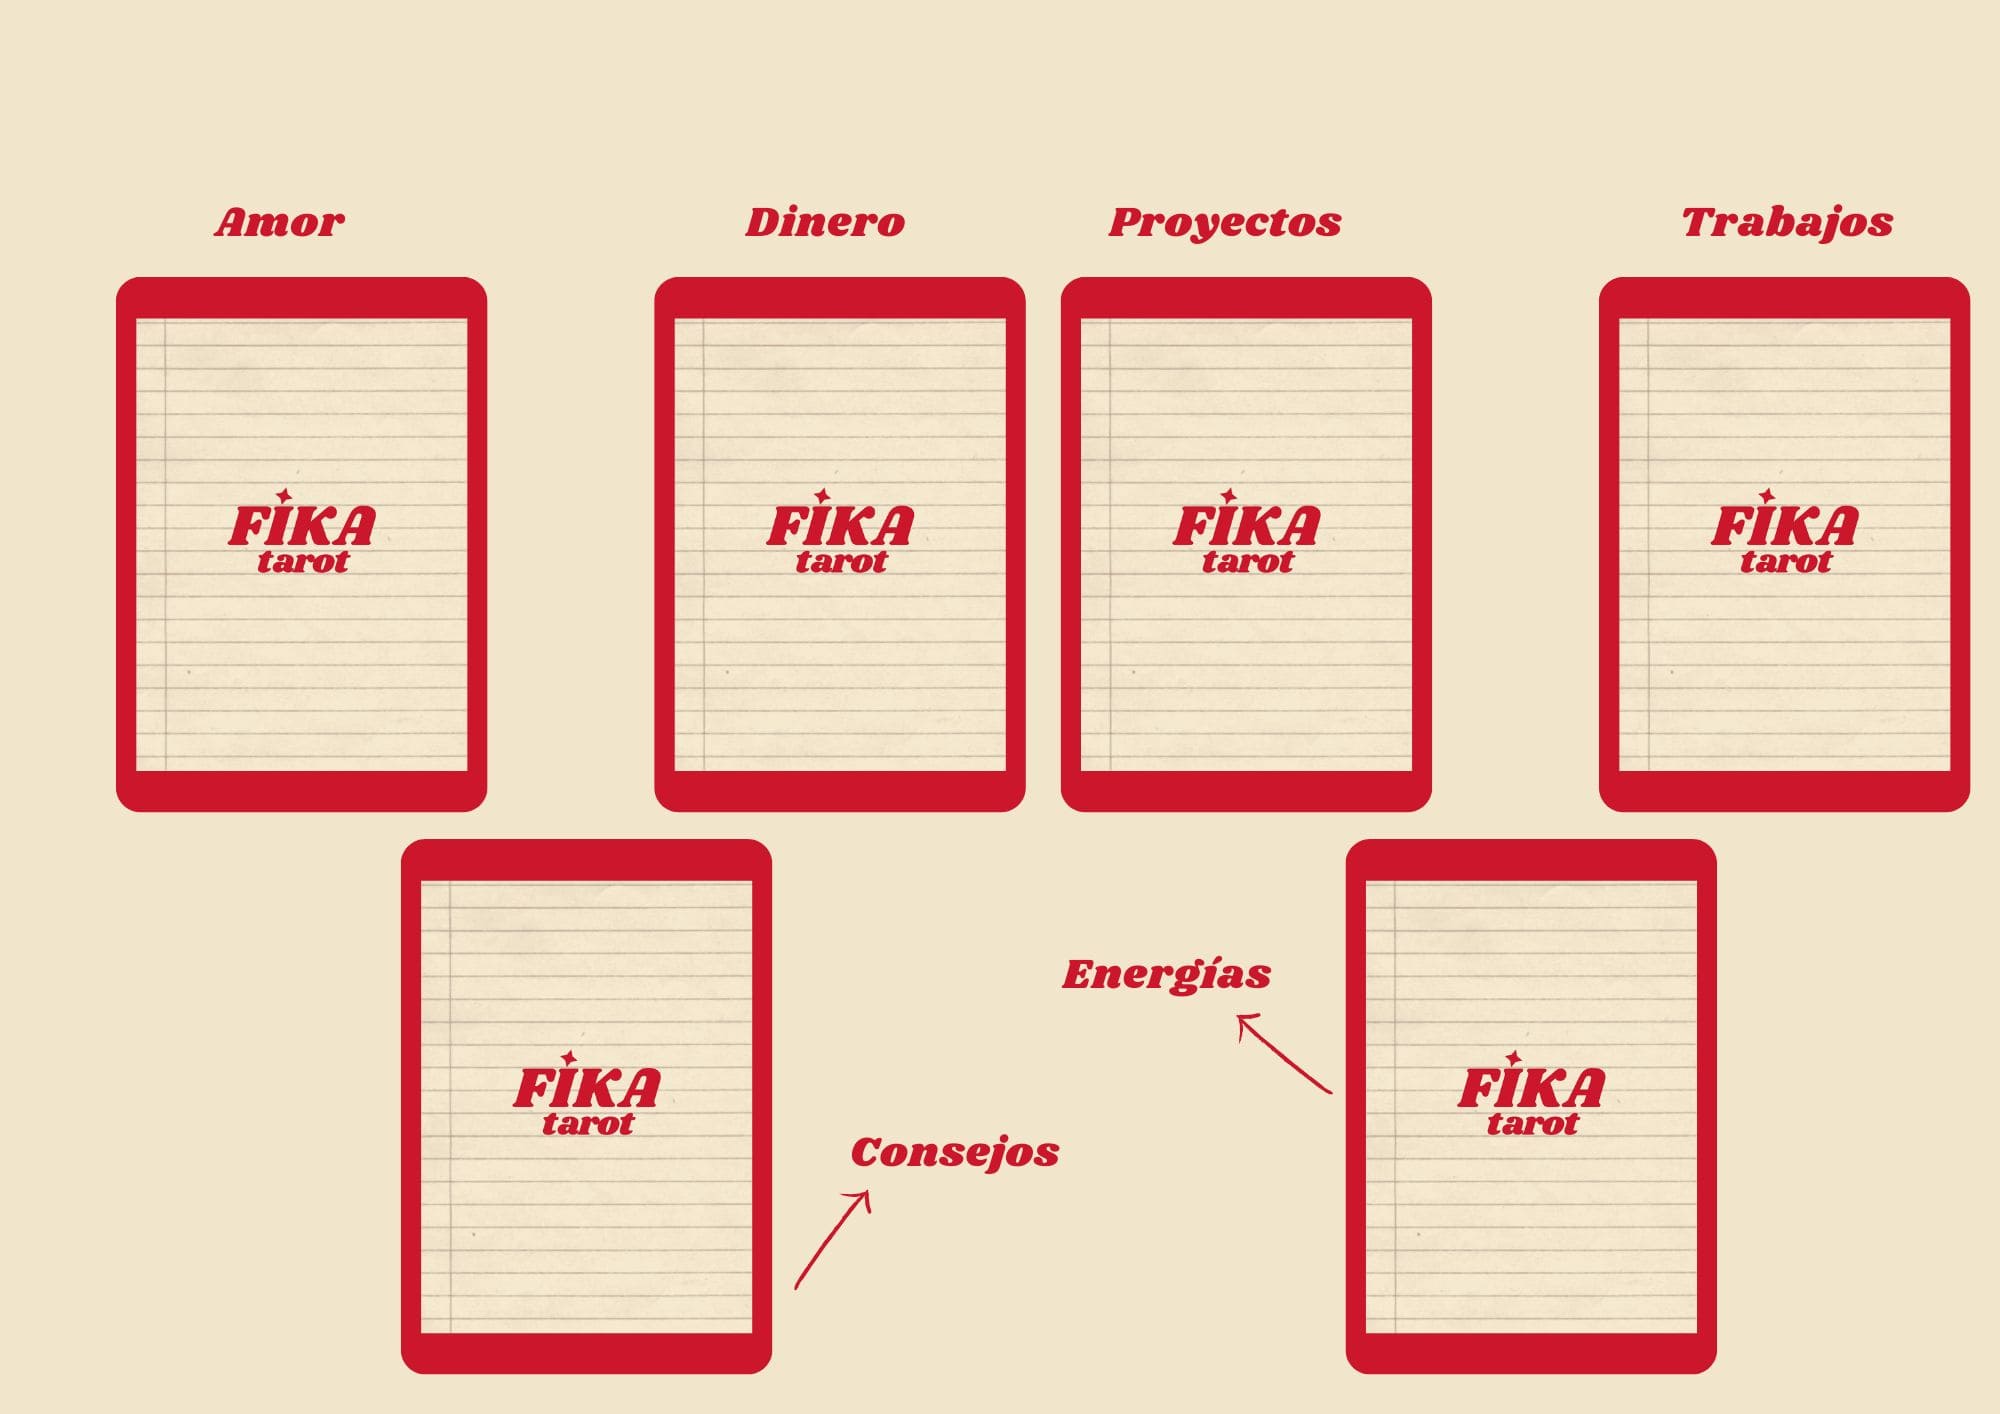 Amor
Dinero
Proyectos
Trabajos
FIKA
tarot
FIKA
tarot
FIKA
tarot
FIKA
tarot
FIKA
tarot
Consejos
Energías
FIKA
tarot